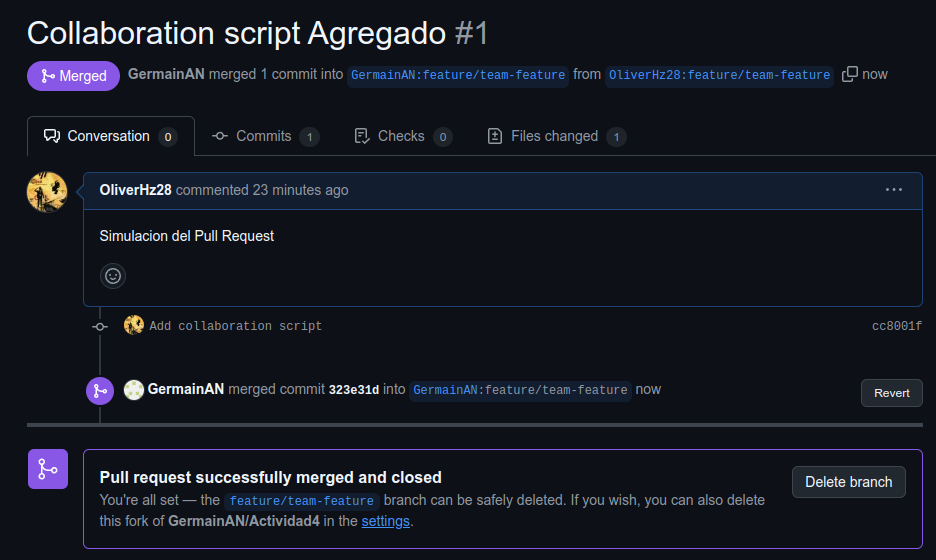 Collaboration script Agregado #1
Merged GermainAN merged 1 commit into GermainAN:feature/team-feature from OliverHz28:feature/team-feature now
Conversation 0 Commits 1 Checks 0 Files changed 1
OliverHz28 commented 23 minutes ago
Simulacion del Pull Request
Add collaboration script cc8001f
GermainAN merged commit 323e31d into GermainAN:feature/team-feature now Revert
Pull request successfully merged and closed
You're all set — the feature/team-feature branch can be safely deleted. If you wish, you can also delete
this fork of GermainAN/Actividad4 in the settings.
Delete branch